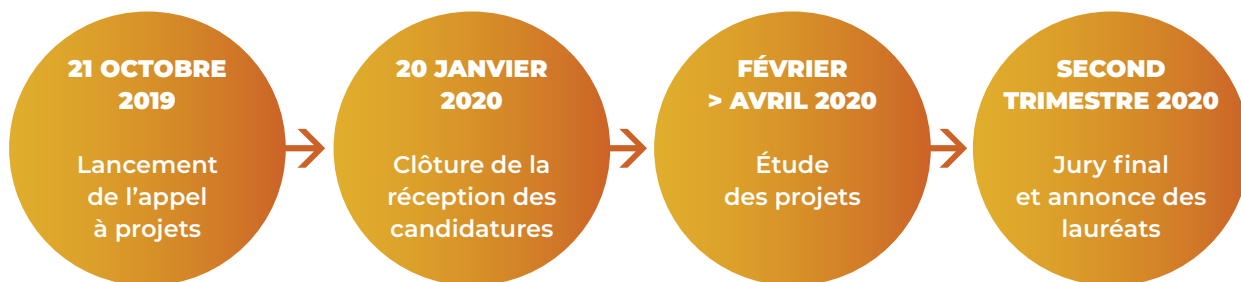 21 OCTOBRE
2019
Lancement
de l’appel
à projets
20 JANVIER
2020
Clôture de la
réception des
candidatures
FÉVRIER
> AVRIL 2020
Étude
des projets
SECOND
TRIMESTRE 2020
Jury final
et annonce des
lauréats